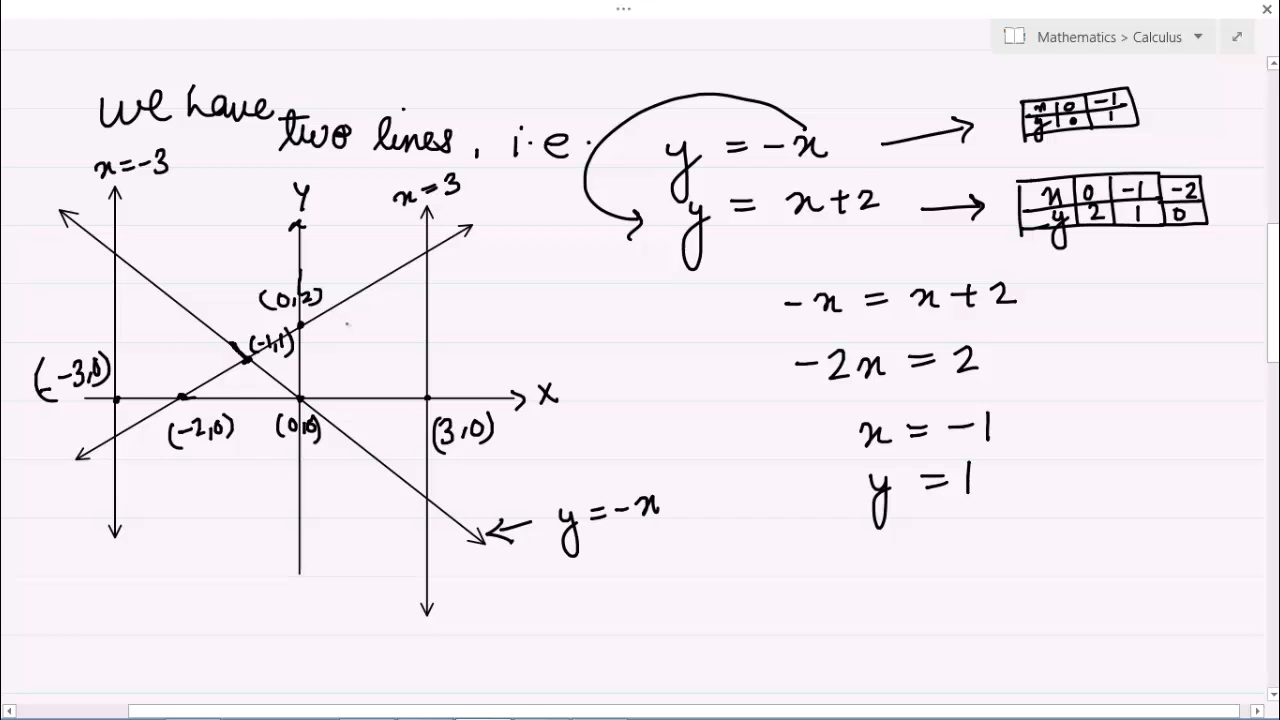 Mathematics > Calculus
we have two lines, i.e.
y = -x
x 0 -1
y 0 1
y = x+2
x 0 -1 -2
y 2 1 0
x=-3
Y
x=3
(0,2)
(-1,1)
(-3,0)
X
(-2,0)
(0,0)
(3,0)
y=-x
-x = x+2
-2x = 2
x = -1
y = 1